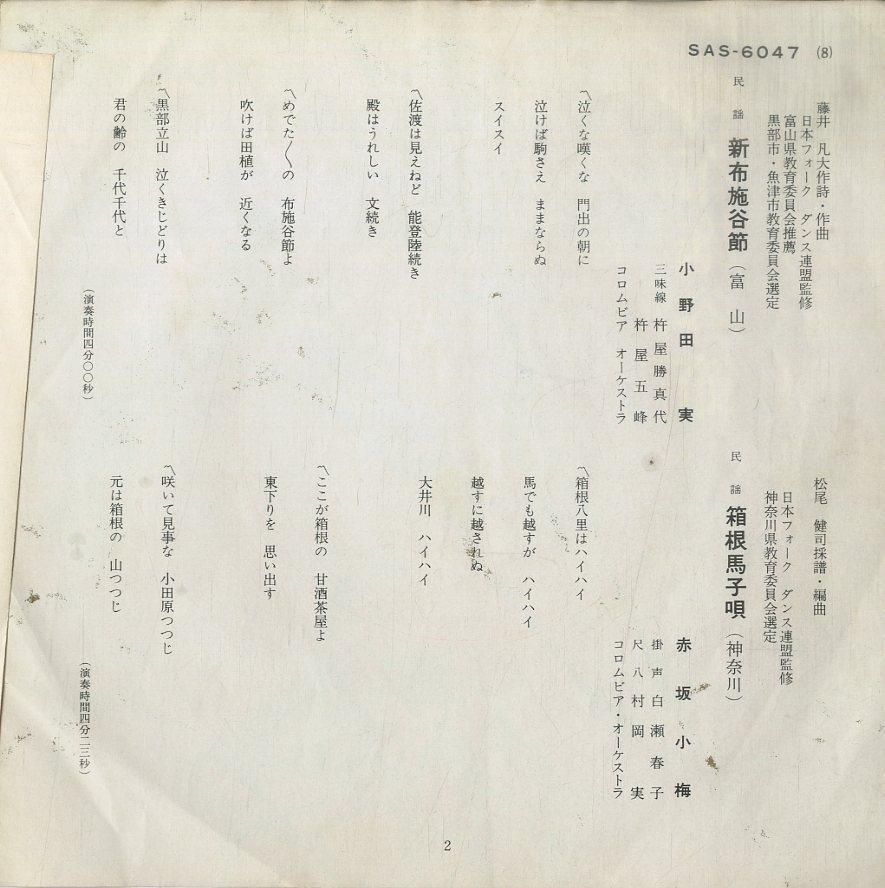 SAS-6047 (8)
藤井 凡大作詩・作曲
日本フォーク ダンス連盟監修
富山県教育委員会推薦
黒部市・魚津市教育委員会選定
民謡 新布施谷節(富山)
小野田 実
三味線 杵屋勝真代
杵屋五峰
コロムビア オーケストラ
〽泣くな嘆くな 門出の朝に
泣けば駒さえ ままならぬ
スイスイ
〽佐渡は見えねど 能登陸続き
殿はうれしい 文続き
〽めでた〱の 布施谷節よ
吹けば田植が 近くなる
〽黒部立山 泣くきじどりは
君の齢の 千代千代と
(演奏時間四分〇〇秒)
松尾 健司採譜・編曲
日本フォーク ダンス連盟監修
神奈川県教育委員会選定
民謡 箱根馬子唄(神奈川)
赤坂小梅
掛声 白瀬春子
尺八 村岡 実
コロムビア・オーケストラ
〽箱根八里はハイハイ
馬でも越すが ハイハイ
越すに越されぬ
大井川 ハイハイ
〽ここが箱根の 甘酒茶屋よ
東下りを 思い出す
〽咲いて見事な 小田原つつじ
元は箱根の 山つつじ
(演奏時間四分二三秒)
2